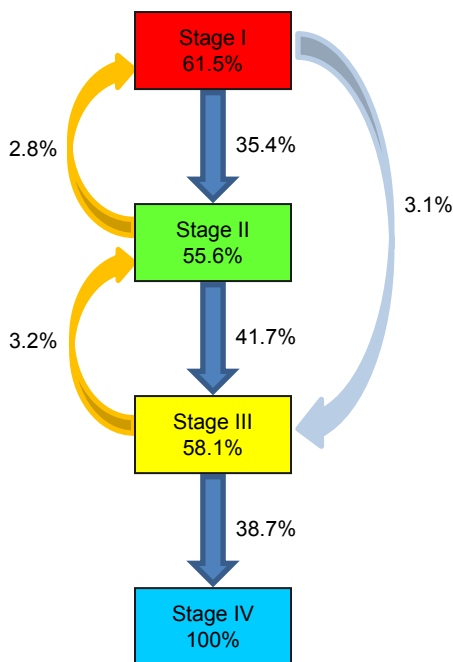 Stage I
61.5%
2.8%
35.4%
3.1%
Stage II
55.6%
3.2%
41.7%
Stage III
58.1%
38.7%
Stage IV
100%